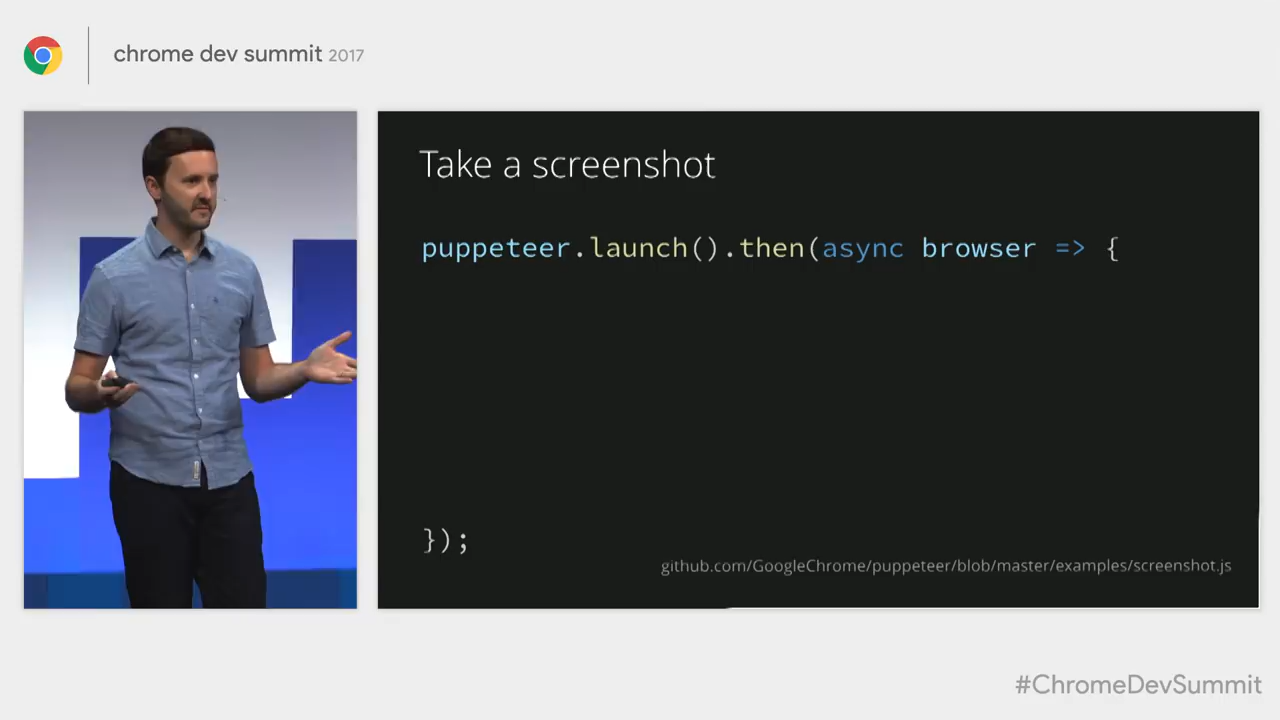 chrome dev summit 2017
Take a screenshot
puppeteer.launch().then(async browser => {
});
github.com/GoogleChrome/puppeteer/blob/master/examples/screenshot.js
#ChromeDevSummit